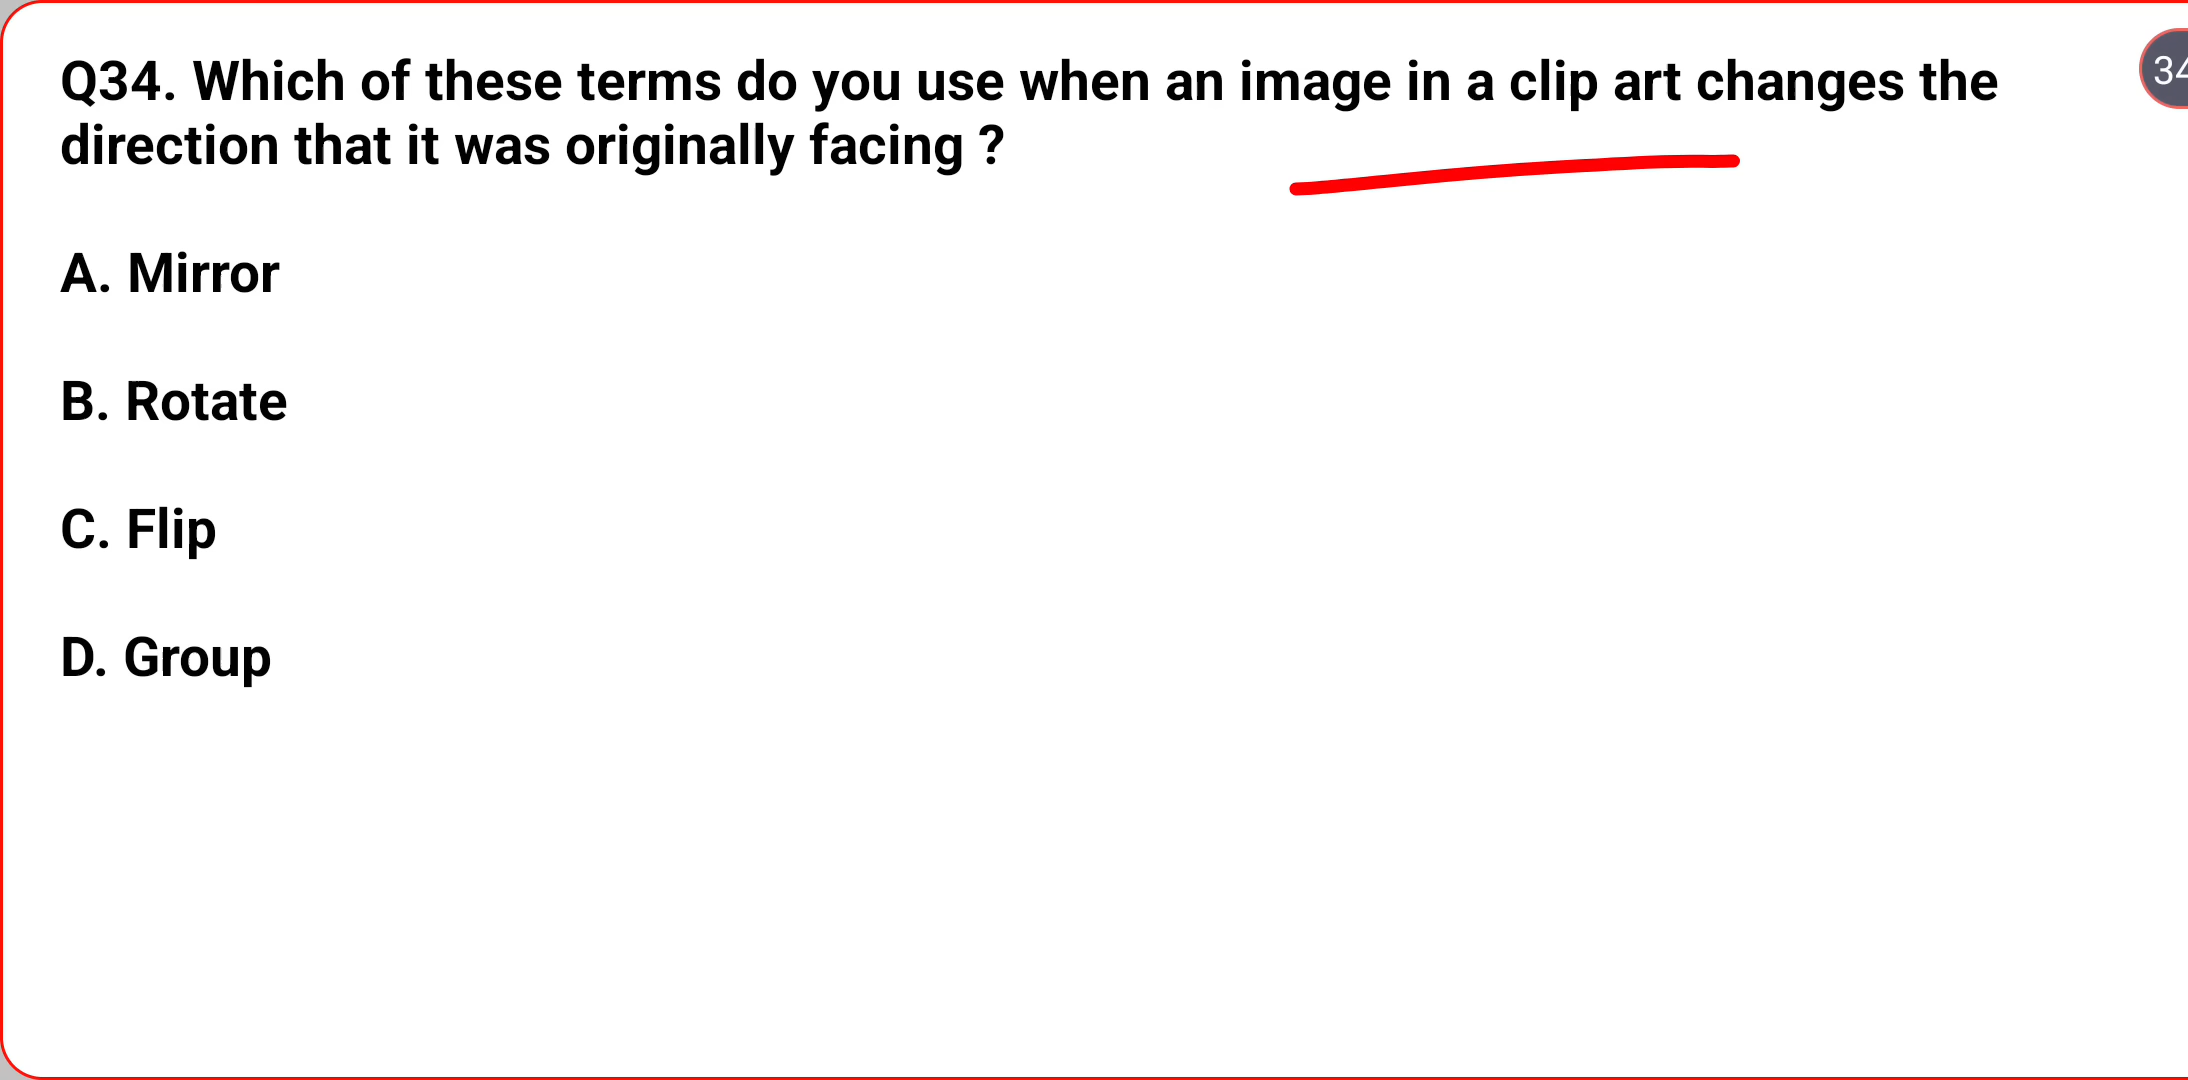 Q34. Which of these terms do you use when an image in a clip art changes the
direction that it was originally facing ?
A. Mirror
B. Rotate
C. Flip
D. Group
34